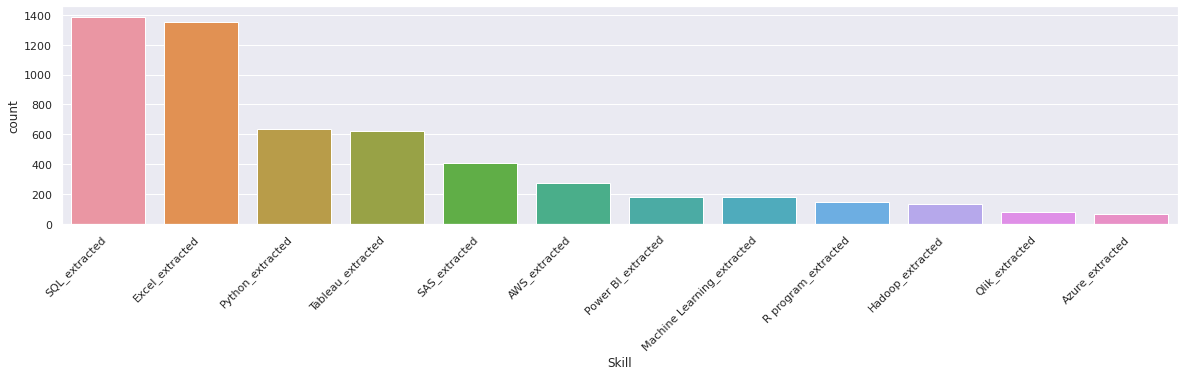 1400
1200
1000
800
600
400
200
0
count
SQL_extracted
Excel_extracted
Python_extracted
Tableau_extracted
SAS_extracted
AWS_extracted
Power BI_extracted
Machine Learning_extracted
R program_extracted
Hadoop_extracted
Qlik_extracted
Azure_extracted
Skill